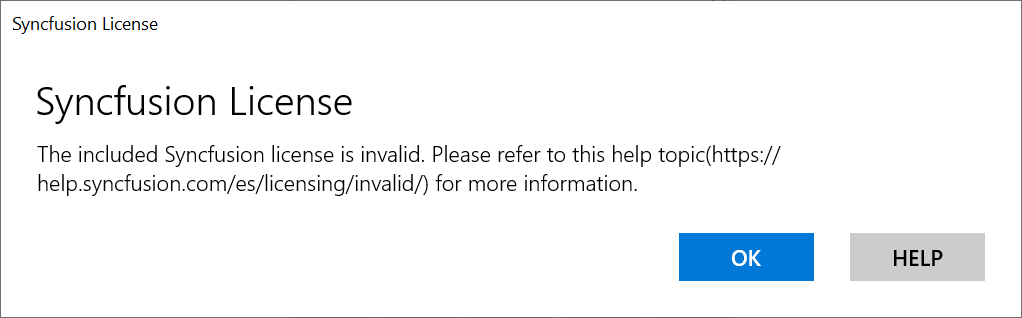 Syncfusion License
Syncfusion License
The included Syncfusion license is invalid. Please refer to this help topic(https://
help.syncfusion.com/es/licensing/invalid/) for more information.
OK HELP